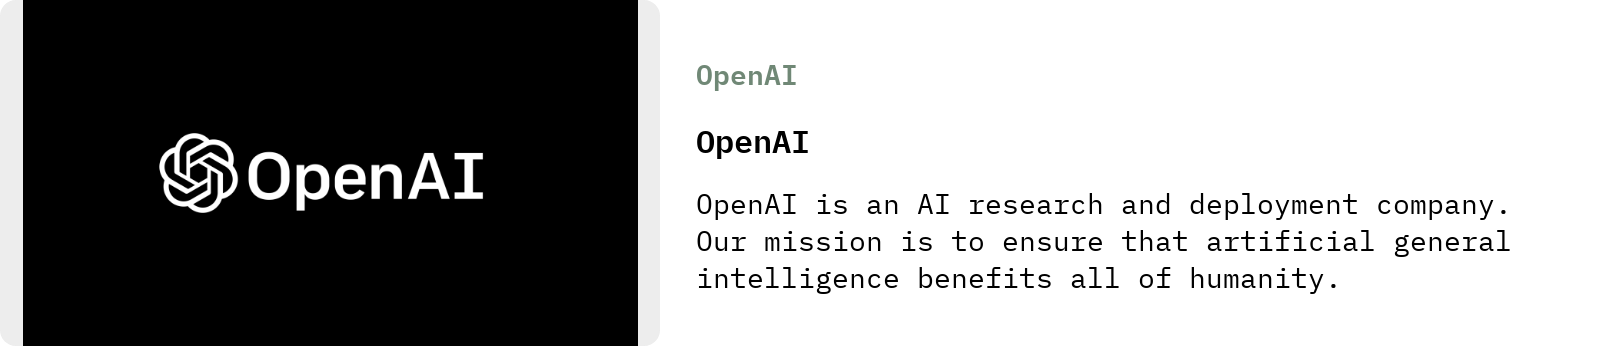 OpenAI
OpenAI
OpenAI
OpenAI is an AI research and deployment company.
Our mission is to ensure that artificial general
intelligence benefits all of humanity.